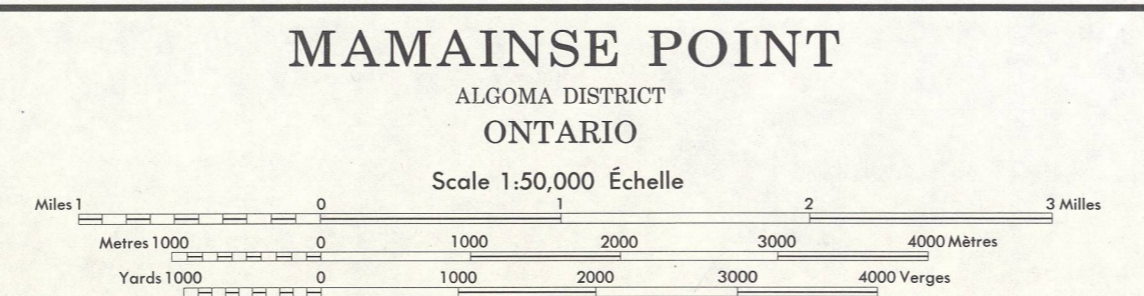 MAMAINSE POINT
ALGOMA DISTRICT
ONTARIO
Scale 1:50,000 Échelle
Miles 1 0 1 2 3 Milles
Metres 1000 0 1000 2000 3000 4000 Mètres
Yards 1000 0 1000 2000 3000 4000 Verges